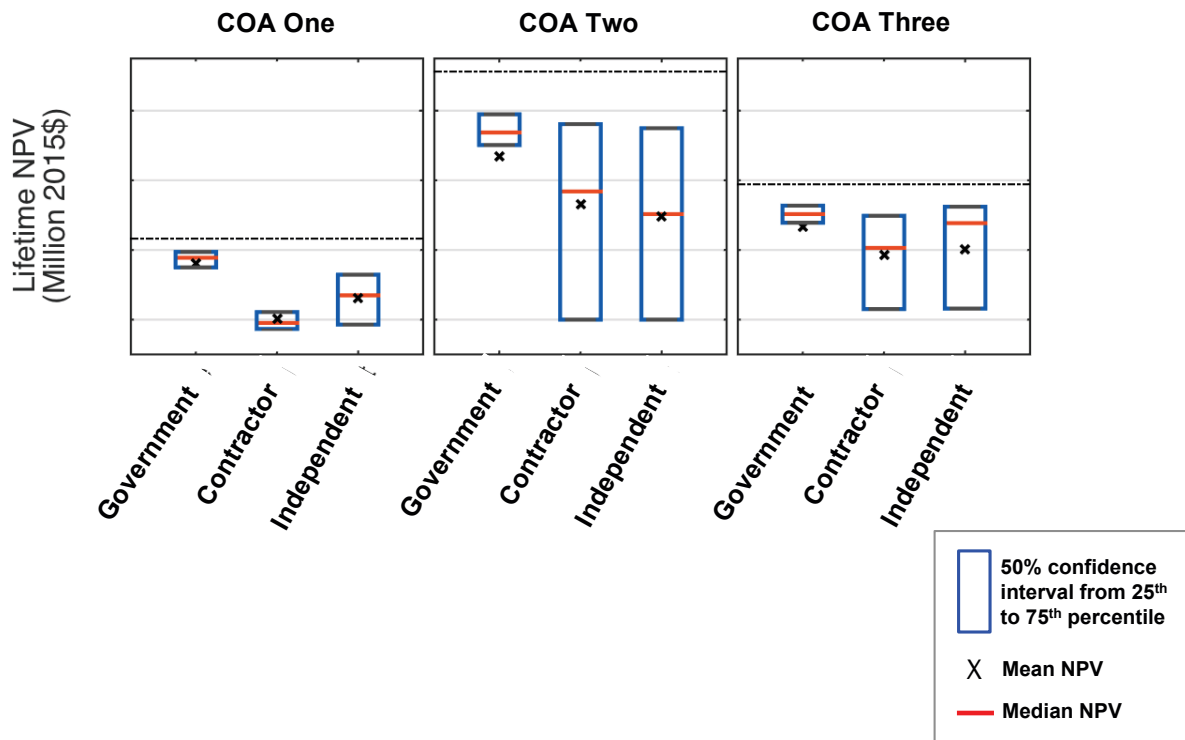 COA One
COA Two
COA Three
Lifetime NPV
(Million 2015$)
Government
Contractor
Independent
Government
Contractor
Independent
Government
Contractor
Independent
50% confidence
interval from 25th
to 75th percentile
X Mean NPV
Median NPV